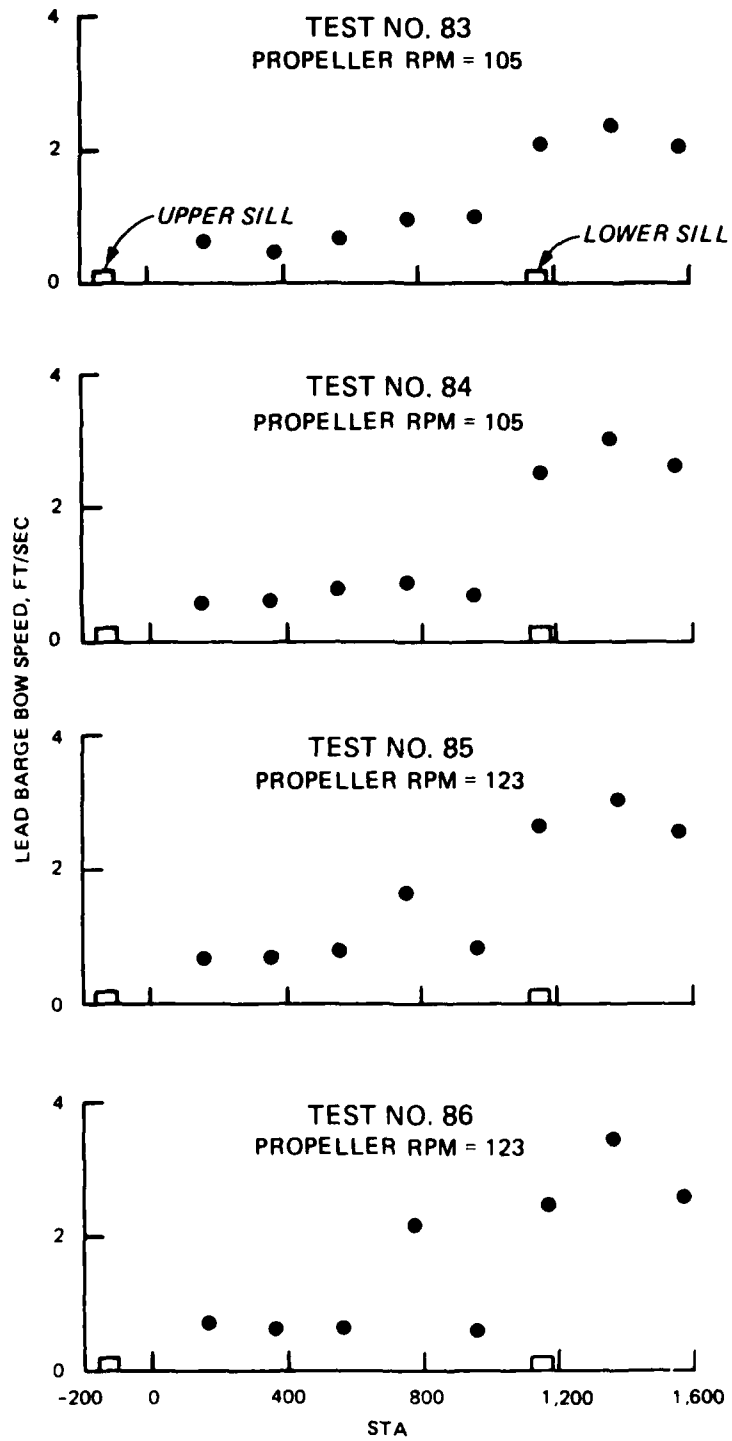 4
TEST NO. 83
PROPELLER RPM = 105
2
UPPER SILL
LOWER SILL
0
4
TEST NO. 84
PROPELLER RPM = 105
2
0
LEAD BARGE BOW SPEED, FT/SEC
4
TEST NO. 85
PROPELLER RPM = 123
2
0
4
TEST NO. 86
PROPELLER RPM = 123
2
0
-200 0 400 800 1,200 1,600
STA